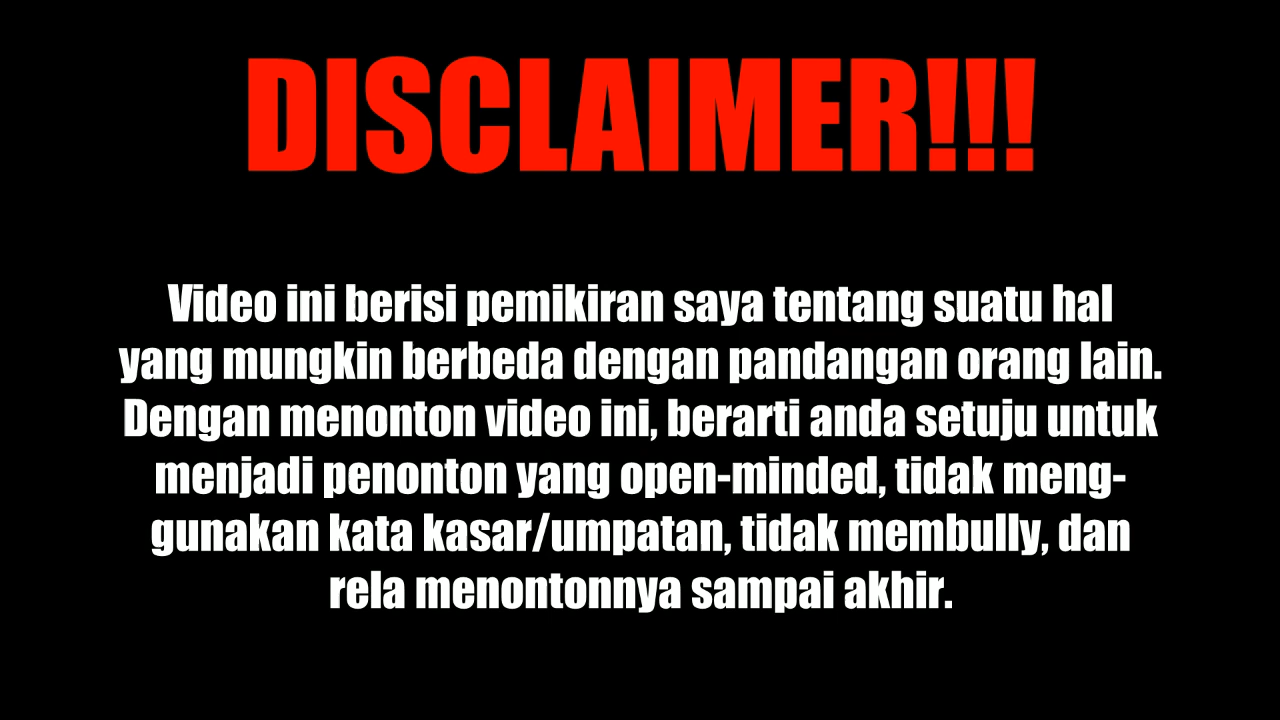 DISCLAIMER!!!
Video ini berisi pemikiran saya tentang suatu hal
yang mungkin berbeda dengan pandangan orang lain.
Dengan menonton video ini, berarti anda setuju untuk
menjadi penonton yang open-minded, tidak meng-
gunakan kata kasar/umpatan, tidak membully, dan
rela menontonnya sampai akhir.